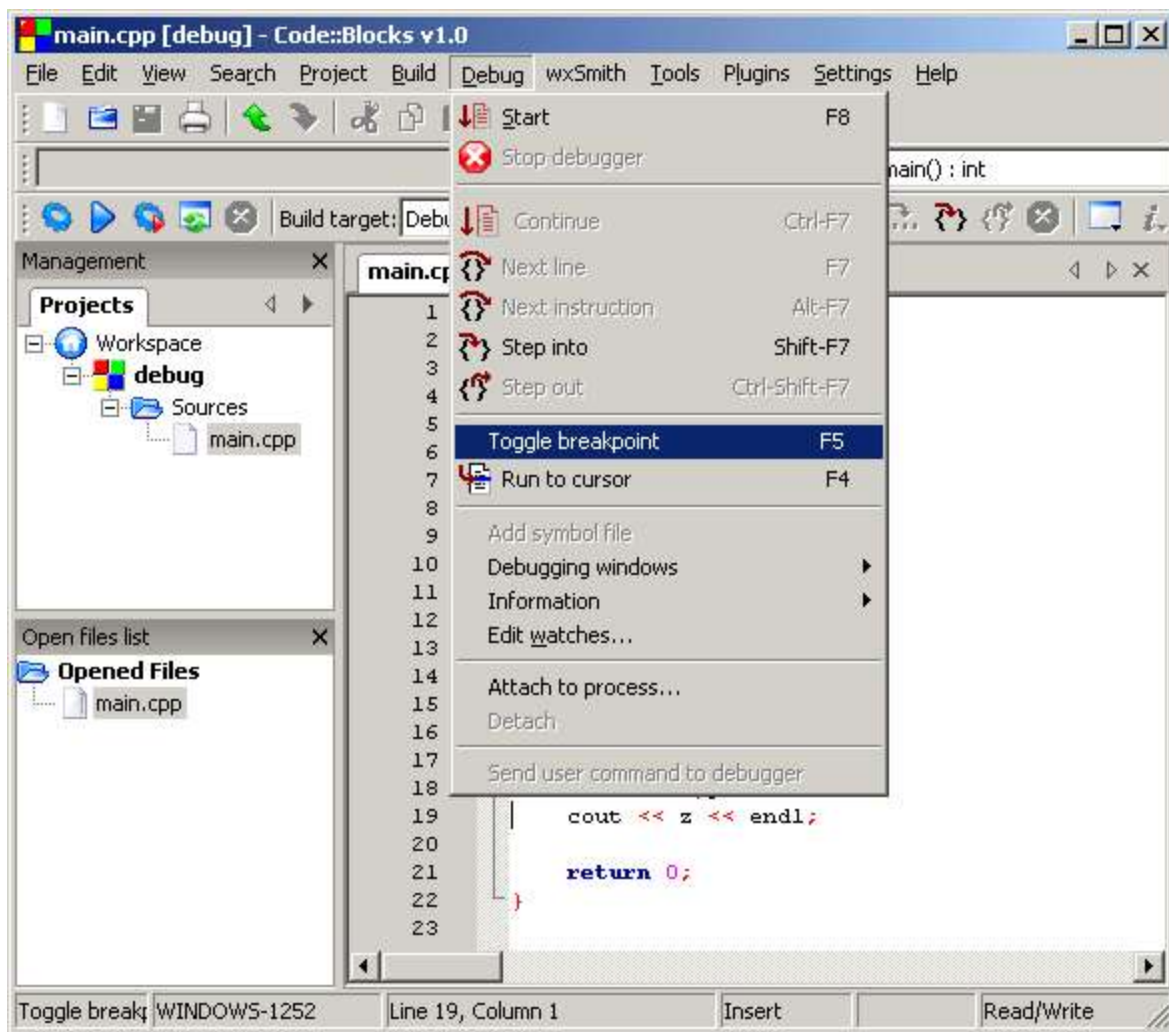 main.cpp [debug] - Code::Blocks v1.0
File Edit View Search Project Build Debug wxSmith Tools Plugins Settings Help
Start F8
Stop debugger
main() : int
Build target: Debu
Continue Ctrl-F7
Management
main.cp
Next line F7
Projects
Next instruction Alt-F7
Workspace
Step into Shift-F7
debug
Step out Ctrl-Shift-F7
Sources
main.cpp
Toggle breakpoint F5
Run to cursor F4
Add symbol file
Debugging windows
Information
Edit watches...
Open files list
Opened Files
main.cpp
Attach to process...
Detach
Send user command to debugger
1
2
3
4
5
6
7
8
9
10
11
12
13
14
15
16
17
18
19 cout << z << endl;
20
21 return 0;
22 }
23
Toggle break WINDOWS-1252 Line 19, Column 1 Insert Read/Write